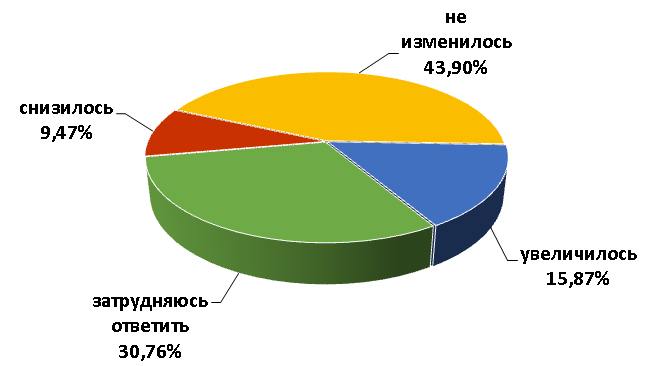 не
изменилось
43,90%
снизилось
9,47%
увеличилось
15,87%
затрудняюсь
ответить
30,76%